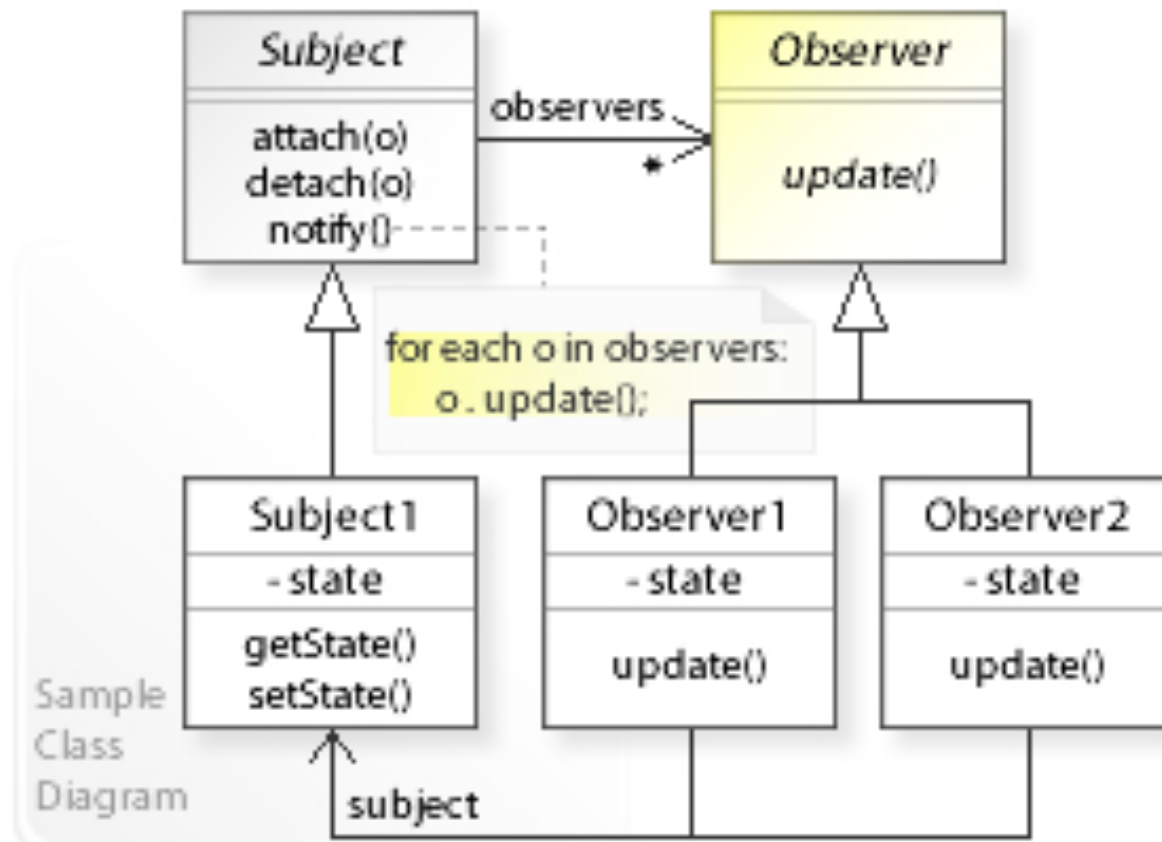 Subject
attach(o)
detach(o)
notify()
observers
*
Observer
update()
for each o in observers:
o . update();
Subject1
- state
getState()
setState()
Observer1
- state
update()
Observer2
- state
update()
subject
Sample
Class
Diagram